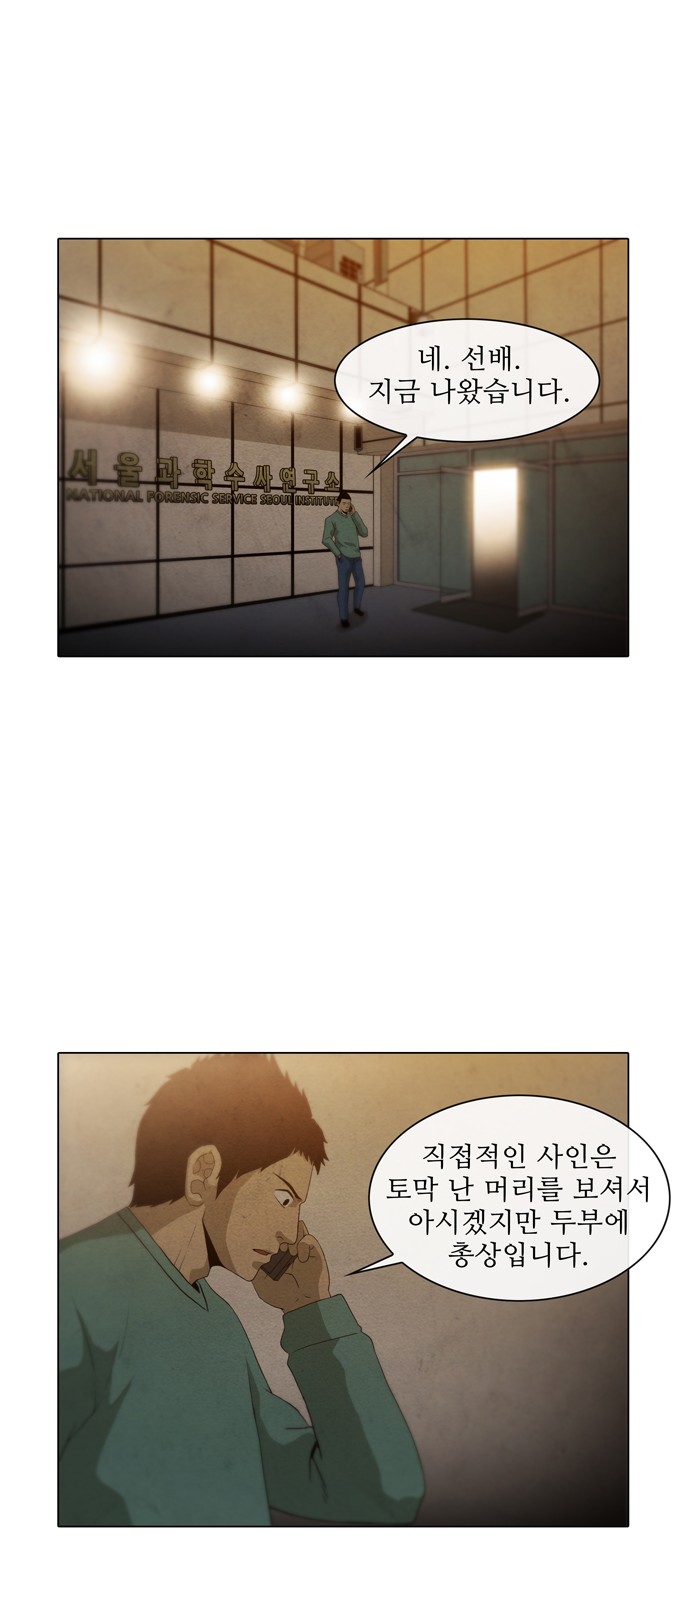 네. 선배.
지금 나왔습니다.
서울과학수사연구소
NATIONAL FORENSIC SERVICE SEOUL INSTITUTE
직접적인 사인은
토막 난 머리를 보셔서
아시겠지만 두부에
총상입니다.